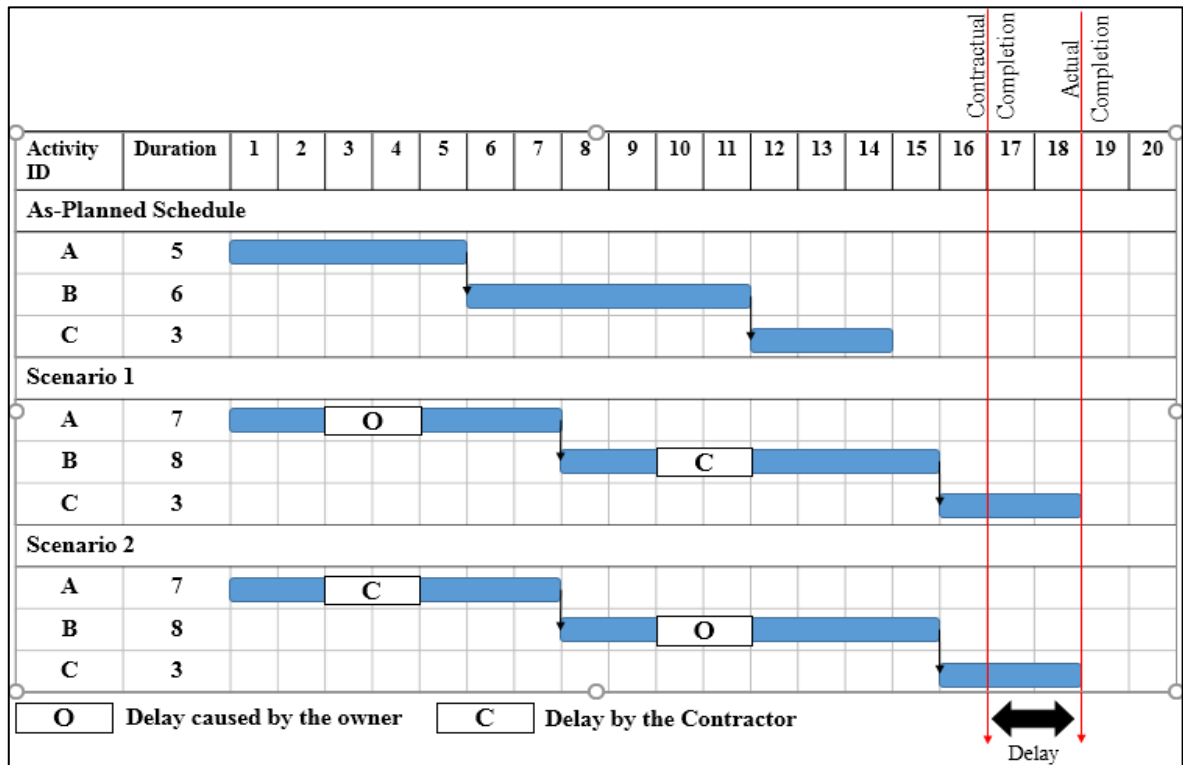 Contractual
Completion
Actual
Completion
Activity ID Duration 1 2 3 4 5 6 7 8 9 10 11 12 13 14 15 16 17 18 19 20
As-Planned Schedule
A 5
B 6
C 3
Scenario 1
A 7 O
B 8 C
C 3
Scenario 2
A 7 C
B 8 O
C 3
O Delay caused by the owner C Delay by the Contractor
Delay